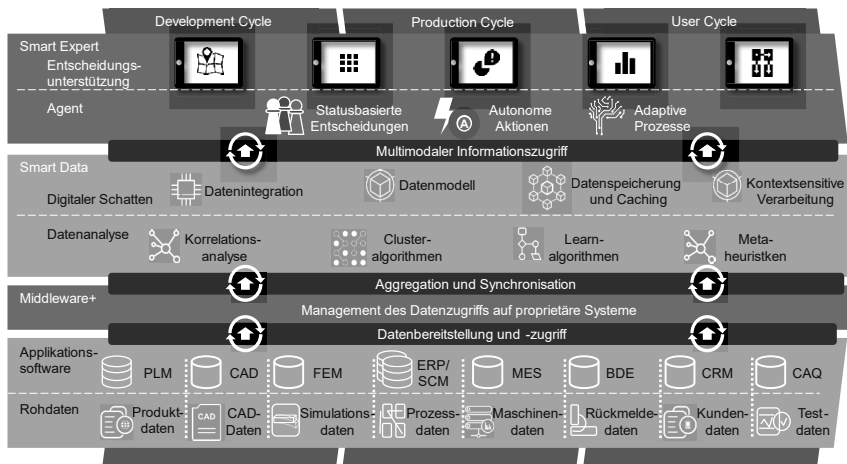 Development Cycle
Production Cycle
User Cycle
Smart Expert
Entscheidungs-
unterstützung
Agent
Statusbasierte
Entscheidungen
A
Autonome
Aktionen
Adaptive
Prozesse
Multimodaler Informationszugriff
Smart Data
Digitaler Schatten
Datenintegration
Datenmodell
Datenspeicherung
und Caching
Kontextsensitive
Verarbeitung
Datenanalyse
Korrelations-
analyse
Cluster-
algorithmen
Learn-
algorithmen
Meta-
heuristken
Aggregation und Synchronisation
Middleware+
Management des Datenzugriffs auf proprietäre Systeme
Datenbereitstellung und -zugriff
Applikations-
software
PLM
CAD
FEM
ERP/
SCM
MES
BDE
CRM
CAQ
Rohdaten
Produkt-
daten
CAD
CAD-
Daten
Simulations-
daten
Prozess-
daten
Maschinen-
daten
Rückmelde-
daten
Kunden-
daten
Test-
daten